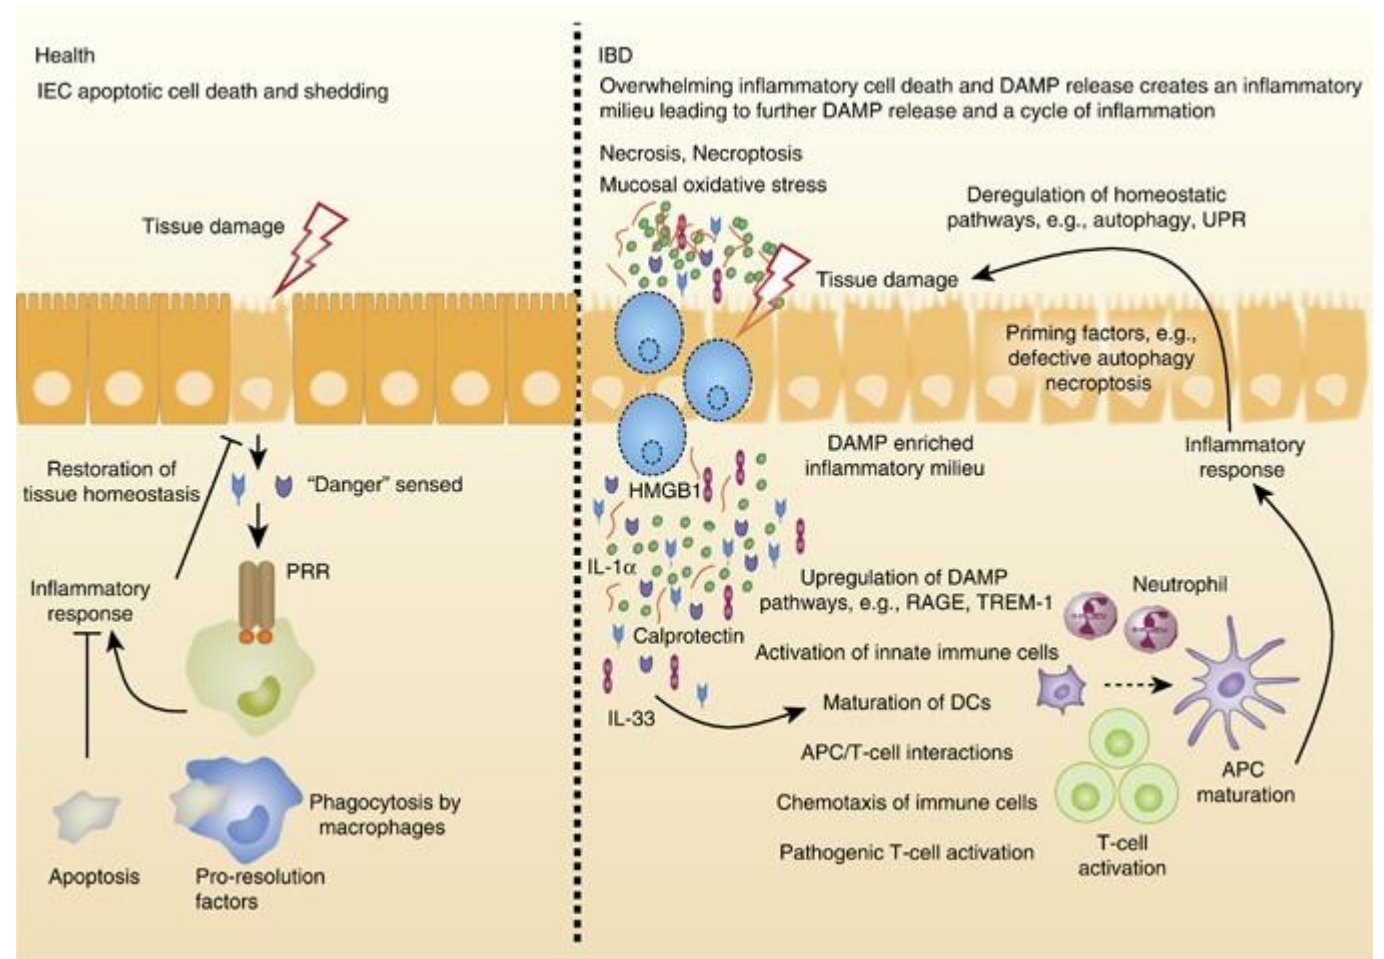 Health
IEC apoptotic cell death and shedding
Tissue damage
Restoration of
tissue homeostasis
“Danger” sensed
PRR
Inflammatory
response
Phagocytosis by
macrophages
Apoptosis
Pro-resolution
factors
IBD
Overwhelming inflammatory cell death and DAMP release creates an inflammatory
milieu leading to further DAMP release and a cycle of inflammation
Necrosis, Necroptosis
Mucosal oxidative stress
Deregulation of homeostatic
pathways, e.g., autophagy, UPR
Tissue damage
Priming factors, e.g.,
defective autophagy
necroptosis
DAMP enriched
inflammatory milieu
Inflammatory
response
HMGB1
IL-1α
Calprotectin
IL-33
Upregulation of DAMP
pathways, e.g., RAGE, TREM-1
Activation of innate immune cells
Maturation of DCs
APC/T-cell interactions
Chemotaxis of immune cells
Pathogenic T-cell activation
Neutrophil
APC
maturation
T-cell
activation